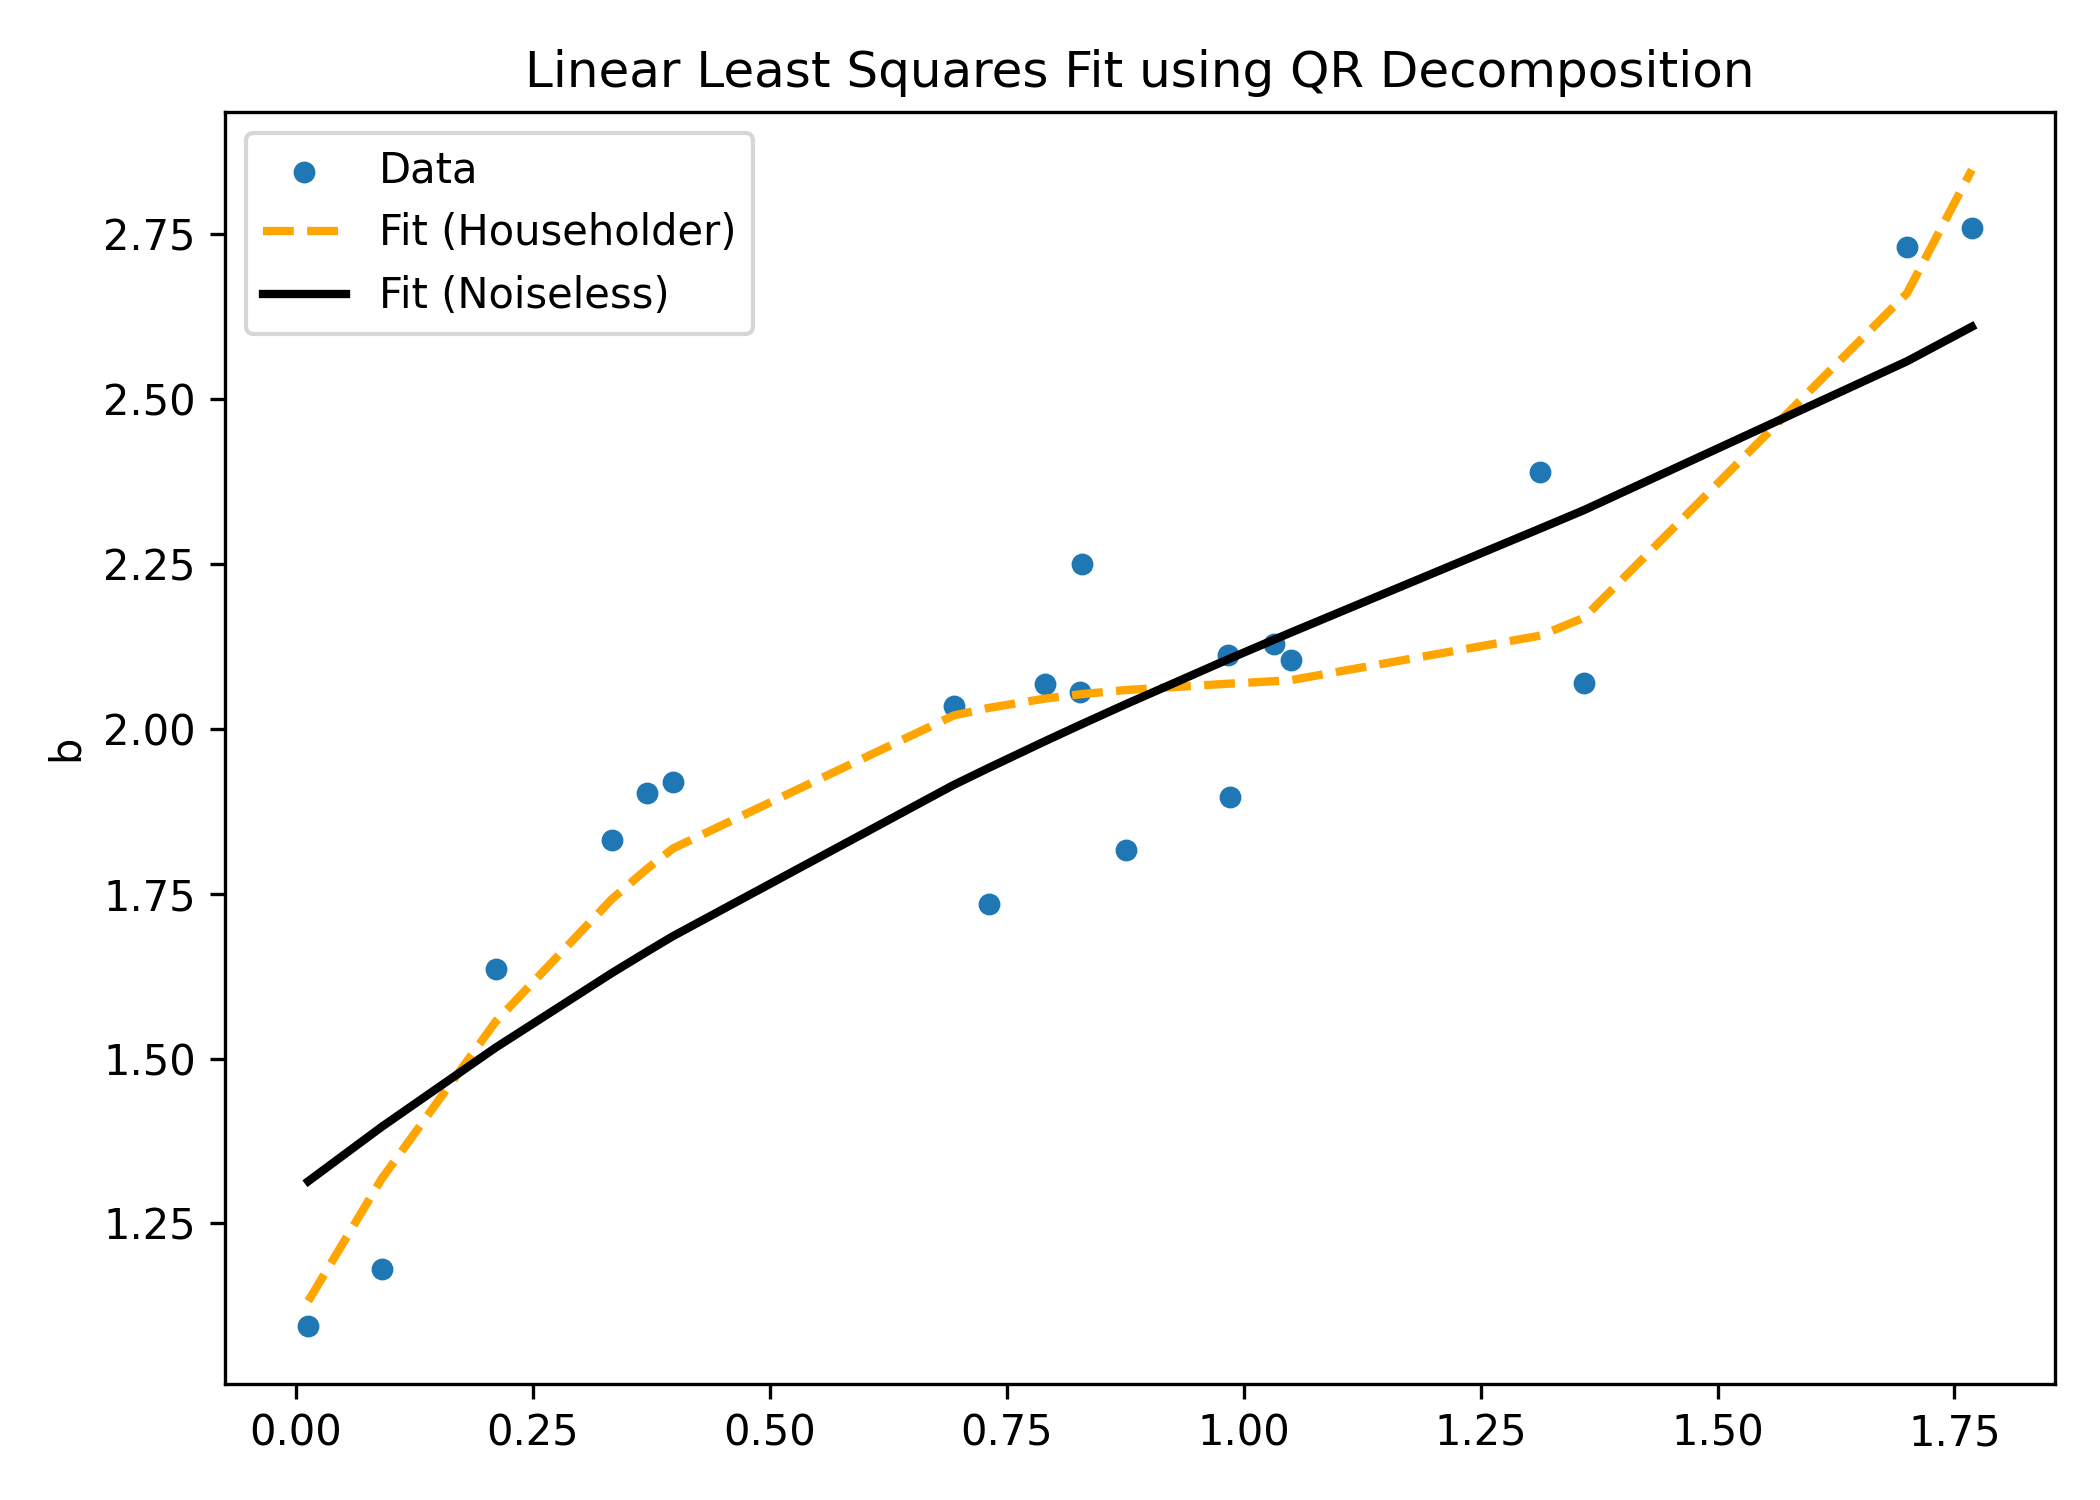 Linear Least Squares Fit using QR Decomposition
Data
Fit (Householder)
Fit (Noiseless)
2.75
2.50
2.25
2.00
1.75
1.50
1.25
b
0.00 0.25 0.50 0.75 1.00 1.25 1.50 1.75